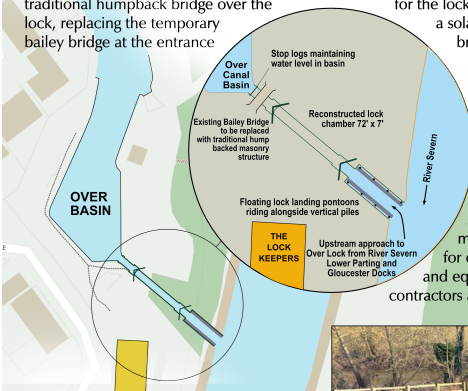 traditional humpback bridge over the
lock, replacing the temporary
bailey bridge at the entrance
for the lock
a sola
br
Over
Canal
Basin
Stop logs maintaining
water level in basin
Existing Bailey Bridge
to be replaced
with traditional hump
backed masonry
structure
Reconstructed lock
chamber 72' x 7'
River Severn
Floating lock landing pontoons
riding alongside vertical piles
THE
LOCK
KEEPERS
Upstream approach to
Over Lock from River Severn
Lower Parting and
Gloucester Docks
OVER
BASIN
m
for e
and eq
contractors a